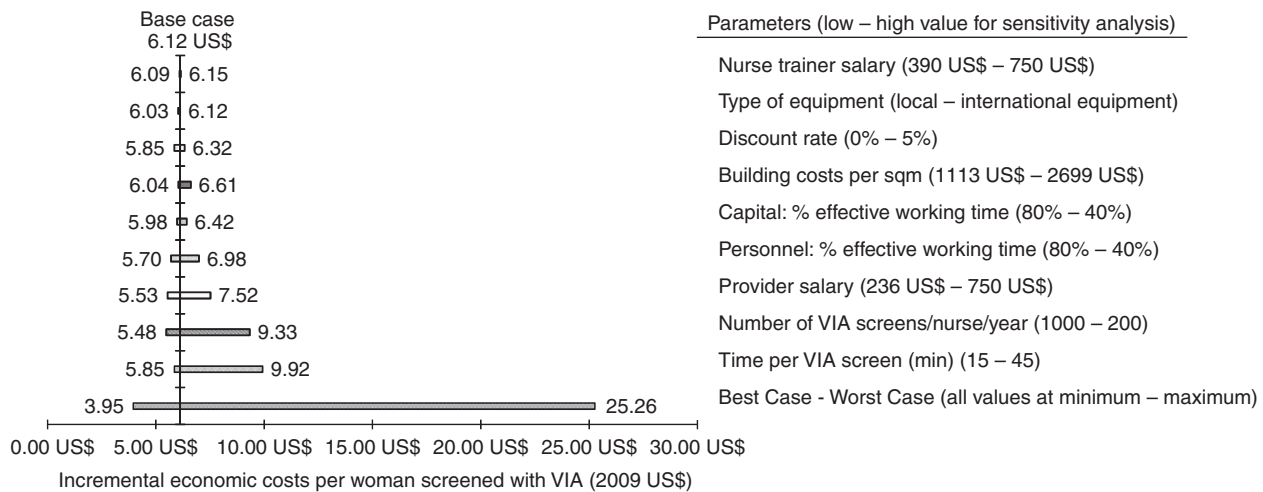 Base case
6.12 US$
Parameters (low – high value for sensitivity analysis)
6.09 6.15 Nurse trainer salary (390 US$ – 750 US$)
6.03 6.12 Type of equipment (local – international equipment)
5.85 6.32 Discount rate (0% – 5%)
6.04 6.61 Building costs per sqm (1113 US$ – 2699 US$)
5.98 6.42 Capital: % effective working time (80% – 40%)
5.70 6.98 Personnel: % effective working time (80% – 40%)
5.53 7.52 Provider salary (236 US$ – 750 US$)
5.48 9.33 Number of VIA screens/nurse/year (1000 – 200)
5.85 9.92 Time per VIA screen (min) (15 – 45)
3.95 25.26 Best Case - Worst Case (all values at minimum – maximum)
0.00 US$ 5.00 US$ 10.00 US$ 15.00 US$ 20.00 US$ 25.00 US$ 30.00 US$
Incremental economic costs per woman screened with VIA (2009 US$)